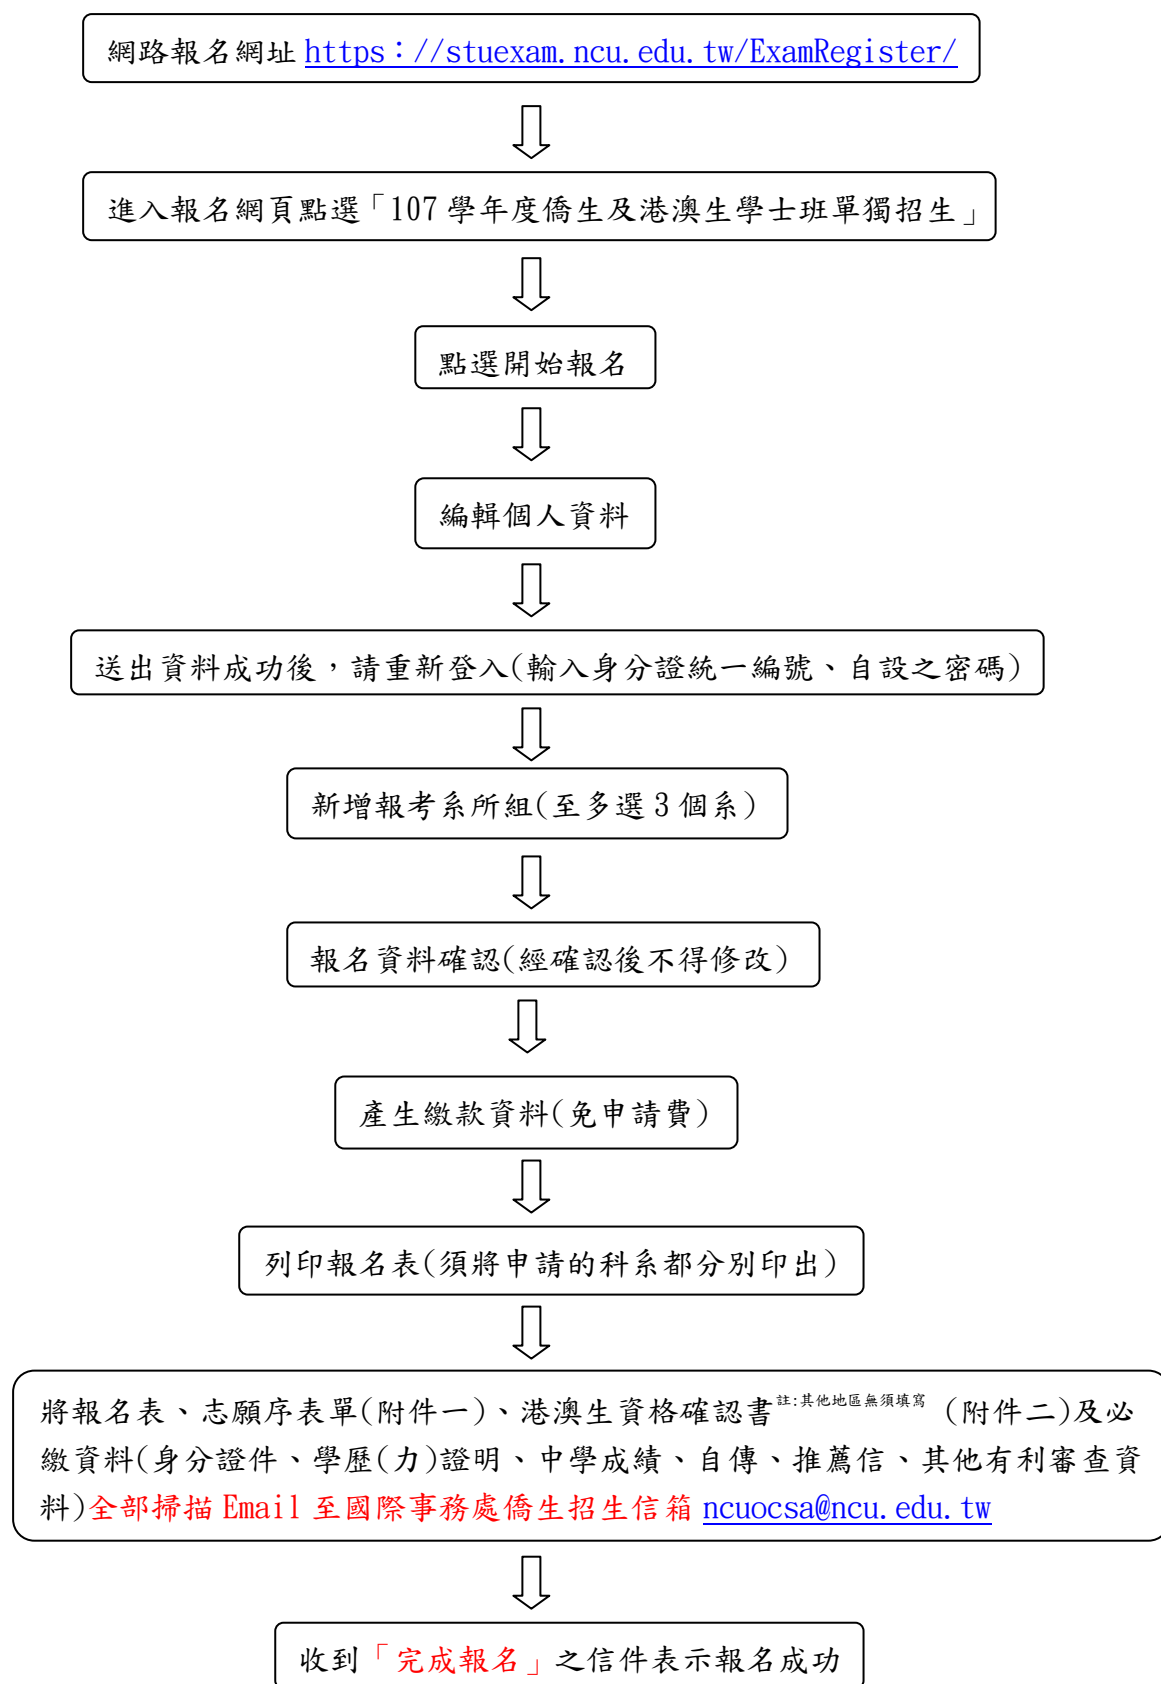 網路報名網址 https：//stuexam.ncu.edu.tw/ExamRegister/
進入報名網頁點選「107 學年度僑生及港澳生學士班單獨招生」
點選開始報名
編輯個人資料
送出資料成功後，請重新登入(輸入身分證統一編號、自設之密碼)
新增報考系所組(至多選 3 個系)
報名資料確認(經確認後不得修改)
產生繳款資料(免申請費)
列印報名表(須將申請的科系都分別印出)
將報名表、志願序表單(附件一)、港澳生資格確認書註:其他地區無須填寫 (附件二)及必
繳資料(身分證件、學歷(力)證明、中學成績、自傳、推薦信、其他有利審查資
料)全部掃描 Email 至國際事務處僑生招生信箱 ncuocsa@ncu.edu.tw
收到「完成報名」之信件表示報名成功